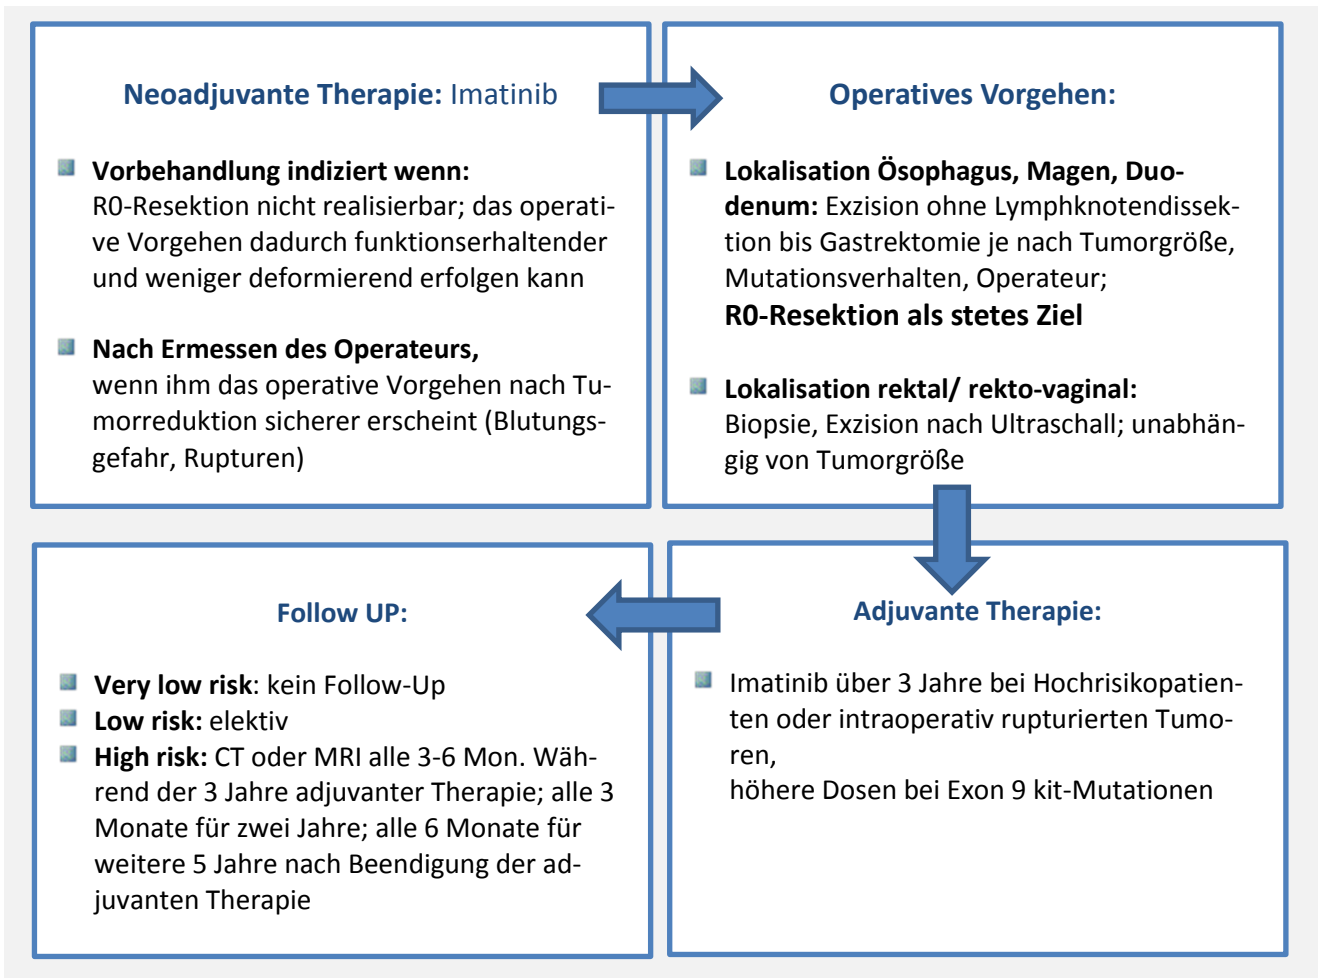 Neoadjuvante Therapie: Imatinib
Vorbehandlung indiziert wenn:
R0-Resektion nicht realisierbar; das operati-
ve Vorgehen dadurch funktionserhaltender
und weniger deformierend erfolgen kann
Nach Ermessen des Operateurs,
wenn ihm das operative Vorgehen nach Tu-
morreduktion sicherer erscheint (Blutungs-
gefahr, Rupturen)
Operatives Vorgehen:
Lokalisation Ösophagus, Magen, Duo-
denum: Exzision ohne Lymphknotendissek-
tion bis Gastrektomie je nach Tumorgröße,
Mutationsverhalten, Operateur;
R0-Resektion als stetes Ziel
Lokalisation rektal/ rekto-vaginal:
Biopsie, Exzision nach Ultraschall; unabhän-
gig von Tumorgröße
Adjuvante Therapie:
Imatinib über 3 Jahre bei Hochrisikopatien-
ten oder intraoperativ rupturierten Tumo-
ren,
höhere Dosen bei Exon 9 kit-Mutationen
Follow UP:
Very low risk: kein Follow-Up
Low risk: elektiv
High risk: CT oder MRI alle 3-6 Mon. Wäh-
rend der 3 Jahre adjuvanter Therapie; alle 3
Monate für zwei Jahre; alle 6 Monate für
weitere 5 Jahre nach Beendigung der ad-
juvanten Therapie